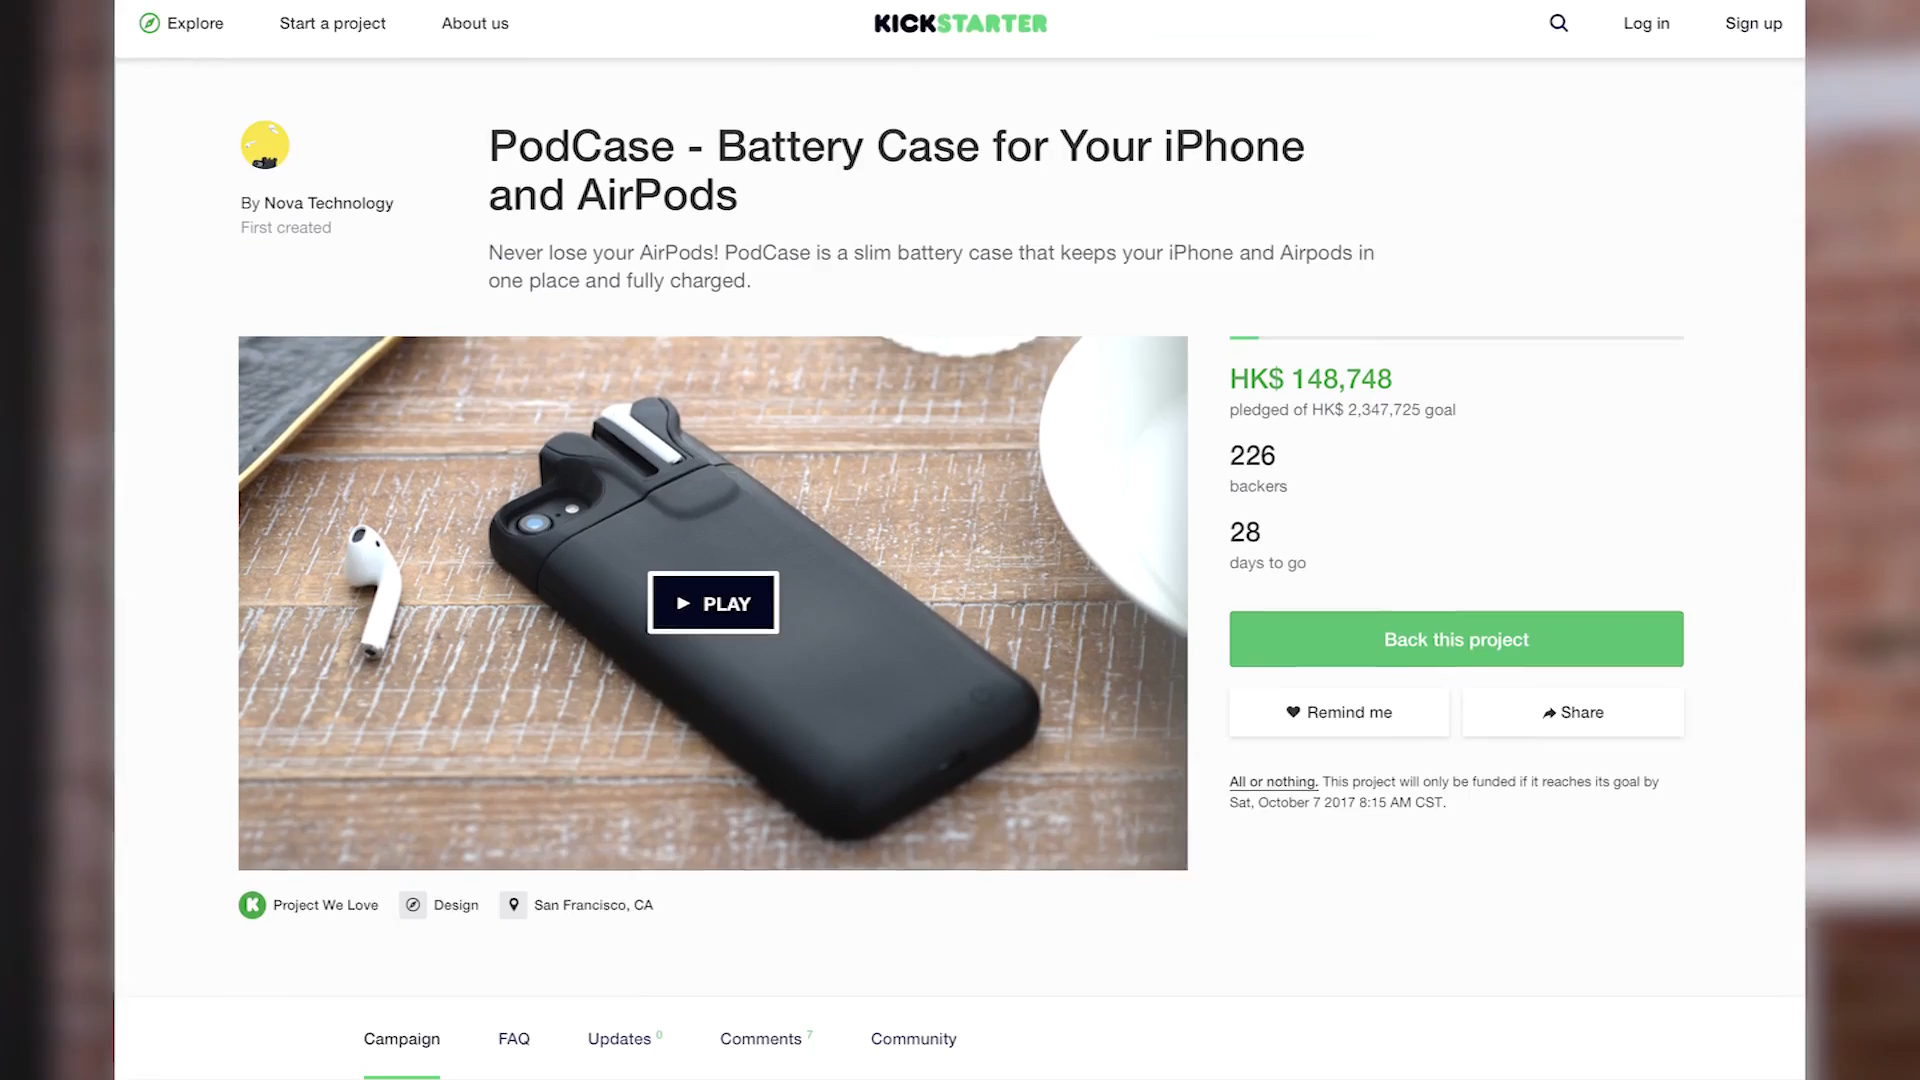 Explore
Start a project
About us
KICKSTARTER
Log in
Sign up
PodCase - Battery Case for Your iPhone
and AirPods
By Nova Technology
First created
Never lose your AirPods! PodCase is a slim battery case that keeps your iPhone and Airpods in
one place and fully charged.
HK$ 148,748
pledged of HK$ 2,347,725 goal
226
backers
28
days to go
PLAY
Back this project
Remind me
Share
All or nothing. This project will only be funded if it reaches its goal by
Sat, October 7 2017 8:15 AM CST.
Project We Love
Design
San Francisco, CA
Campaign
FAQ
Updates 0
Comments 7
Community